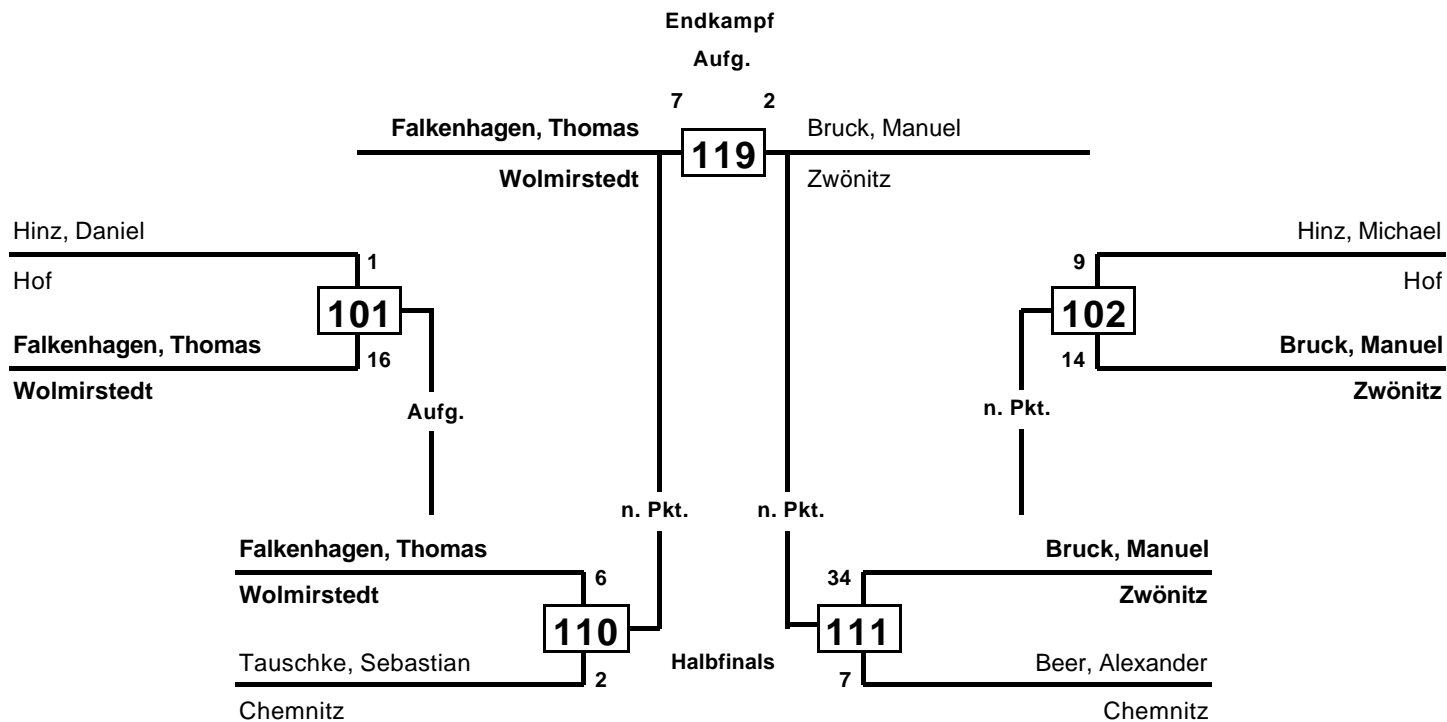 Endkampf
Aufg.
7 2
Falkenhagen, Thomas 119 Bruck, Manuel
Wolmirstedt Zwönitz
Hinz, Daniel Hinz, Michael
1 9
Hof Hof
101 102
Falkenhagen, Thomas Bruck, Manuel
16 14
Wolmirstedt Zwönitz
Aufg. n. Pkt.
n. Pkt. n. Pkt.
Falkenhagen, Thomas Bruck, Manuel
6 34
Wolmirstedt Zwönitz
110 111
Tauschke, Sebastian Halbfinals Beer, Alexander
2 7
Chemnitz Chemnitz